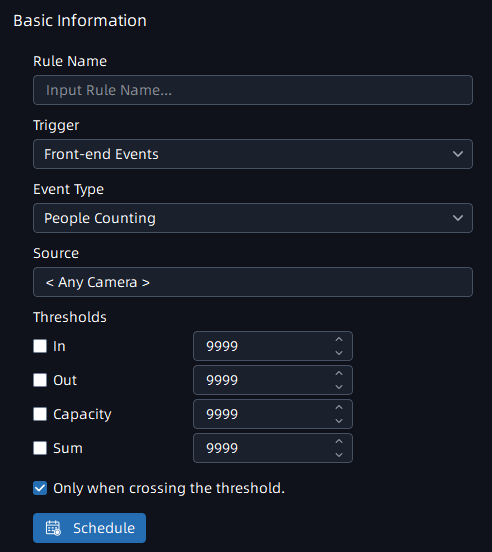 Basic Information
Rule Name
Input Rule Name...
Trigger
Front-end Events
Event Type
People Counting
Source
< Any Camera >
Thresholds
In 9999
Out 9999
Capacity 9999
Sum 9999
Only when crossing the threshold.
Schedule